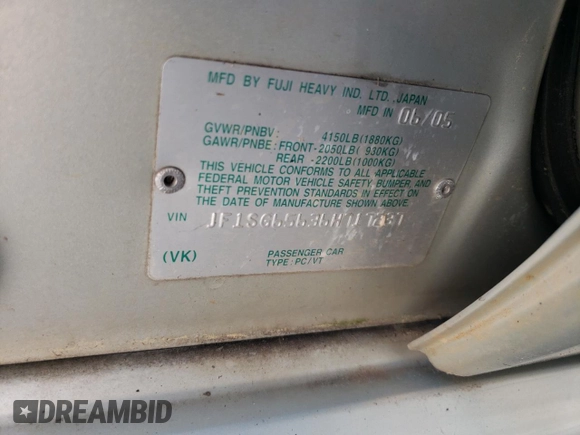 MFD BY FUJI HEAVY IND. LTD. JAPAN
MFD IN 06/05
GVWR/PNBV: 4150LB(1880KG)
GAWR/PNBE: FRONT-2050LB( 930KG)
REAR -2200LB(1000KG)
THIS VEHICLE CONFORMS TO ALL APPLICABLE
FEDERAL MOTOR VEHICLE SAFETY, BUMPER, AND
THEFT PREVENTION STANDARDS IN EFFECT ON
THE DATE OF MANUFACTURE SHOWN ABOVE.
VIN
(VK)
PASSENGER CAR
TYPE: PC/VT
DREAMBID